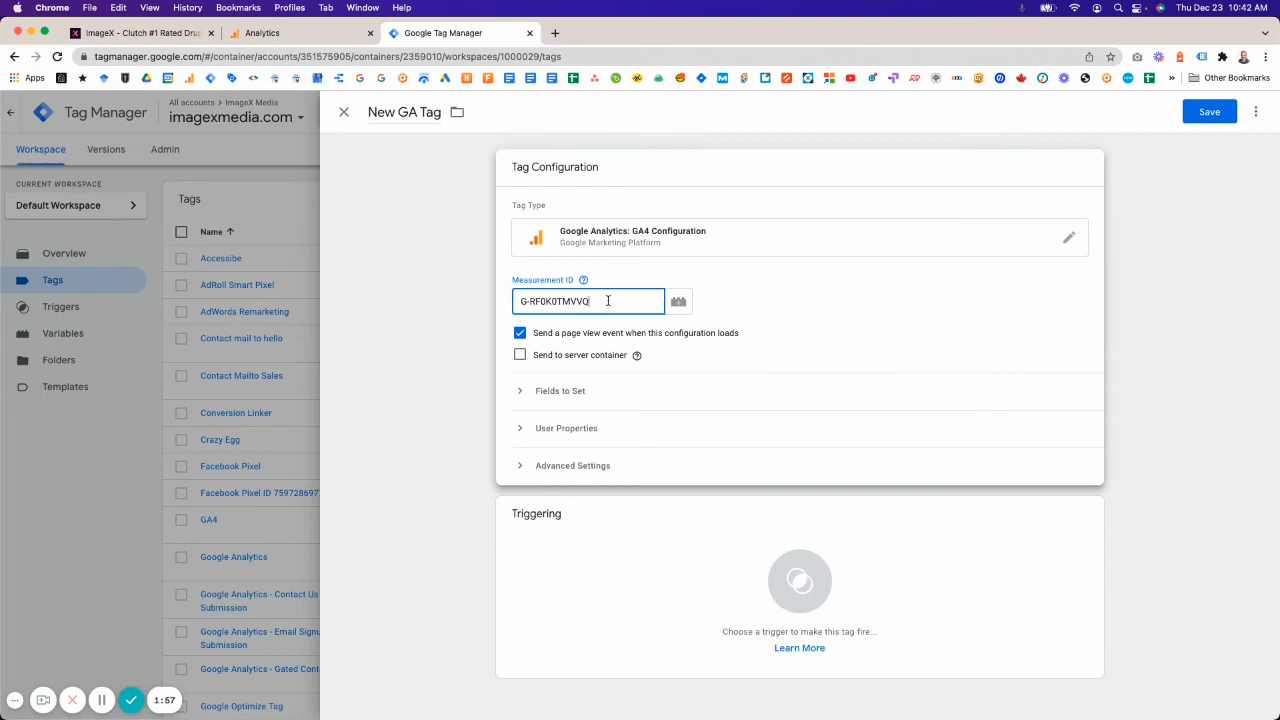 Chrome File Edit View History Bookmarks Profiles Tab Window Help Thu Dec 23 10:42 AM
ImageX - Clutch #1 Rated Drup
Analytics
Google Tag Manager
tagmanager.google.com/#/container/accounts/351575905/containers/2359010/workspaces/1000029/tags
Apps
Other Bookmarks
Tag Manager
All accounts > ImageX Media
imagexmedia.com
New GA Tag
Save
Workspace Versions Admin
CURRENT WORKSPACE
Default Workspace
Overview
Tags
Triggers
Variables
Folders
Templates
Tags
Name
Accessibe
AdRoll Smart Pixel
AdWords Remarketing
Contact mail to hello
Contact Mailto Sales
Conversion Linker
Crazy Egg
Facebook Pixel
Facebook Pixel ID 759728697
GA4
Google Analytics
Google Analytics - Contact Us
Submission
Google Analytics - Email Signu
Submission
Google Analytics - Gated Cont
Google Optimize Tag
Tag Configuration
Tag Type
Google Analytics: GA4 Configuration
Google Marketing Platform
Measurement ID
G-RF0K0TMVVQ
Send a page view event when this configuration loads
Send to server container
Fields to Set
User Properties
Advanced Settings
Triggering
Choose a trigger to make this tag fire...
Learn More
1:57